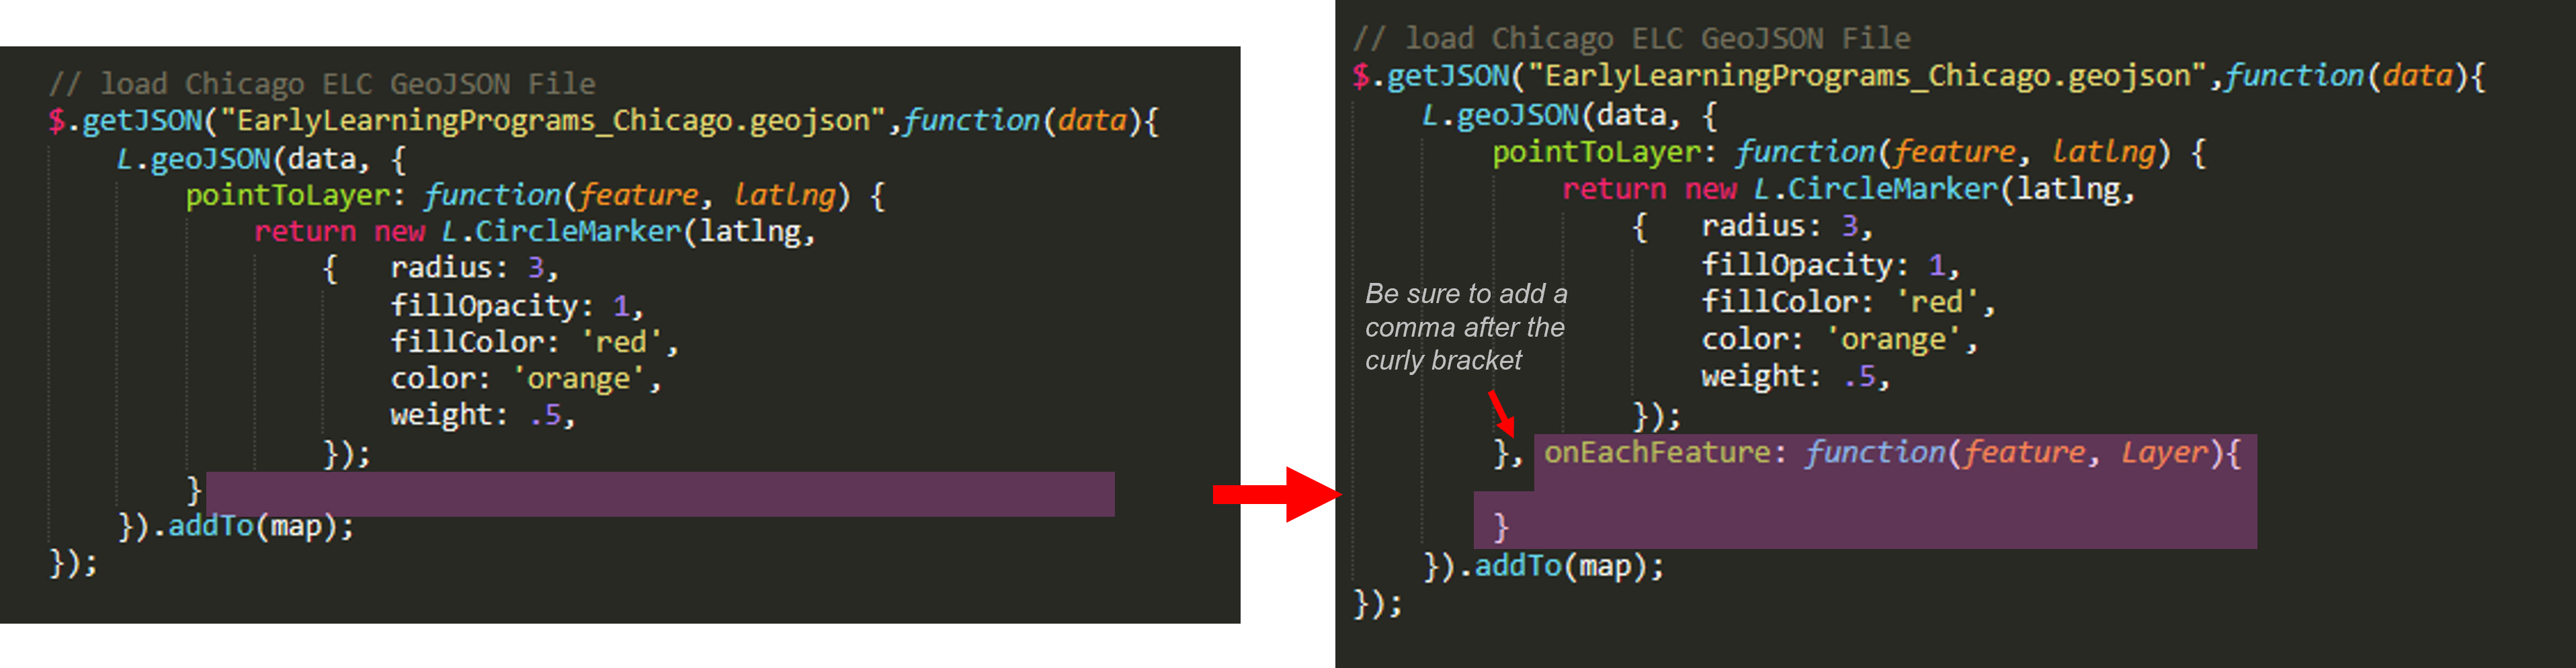 // load Chicago ELC GeoJSON File
$.getJSON("EarlyLearningPrograms_Chicago.geojson",function(data){
L.geoJSON(data, {
pointToLayer: function(feature, latlng) {
return new L.CircleMarker(latlng,
{ radius: 3,
fillOpacity: 1,
fillColor: 'red',
color: 'orange',
weight: .5,
});
}
}).addTo(map);
});
// load Chicago ELC GeoJSON File
$.getJSON("EarlyLearningPrograms_Chicago.geojson",function(data){
L.geoJSON(data, {
pointToLayer: function(feature, latlng) {
return new L.CircleMarker(latlng,
{ radius: 3,
fillOpacity: 1,
fillColor: 'red',
color: 'orange',
weight: .5,
});
}, onEachFeature: function(feature, Layer){
}
}).addTo(map);
});
Be sure to add a
comma after the
curly bracket